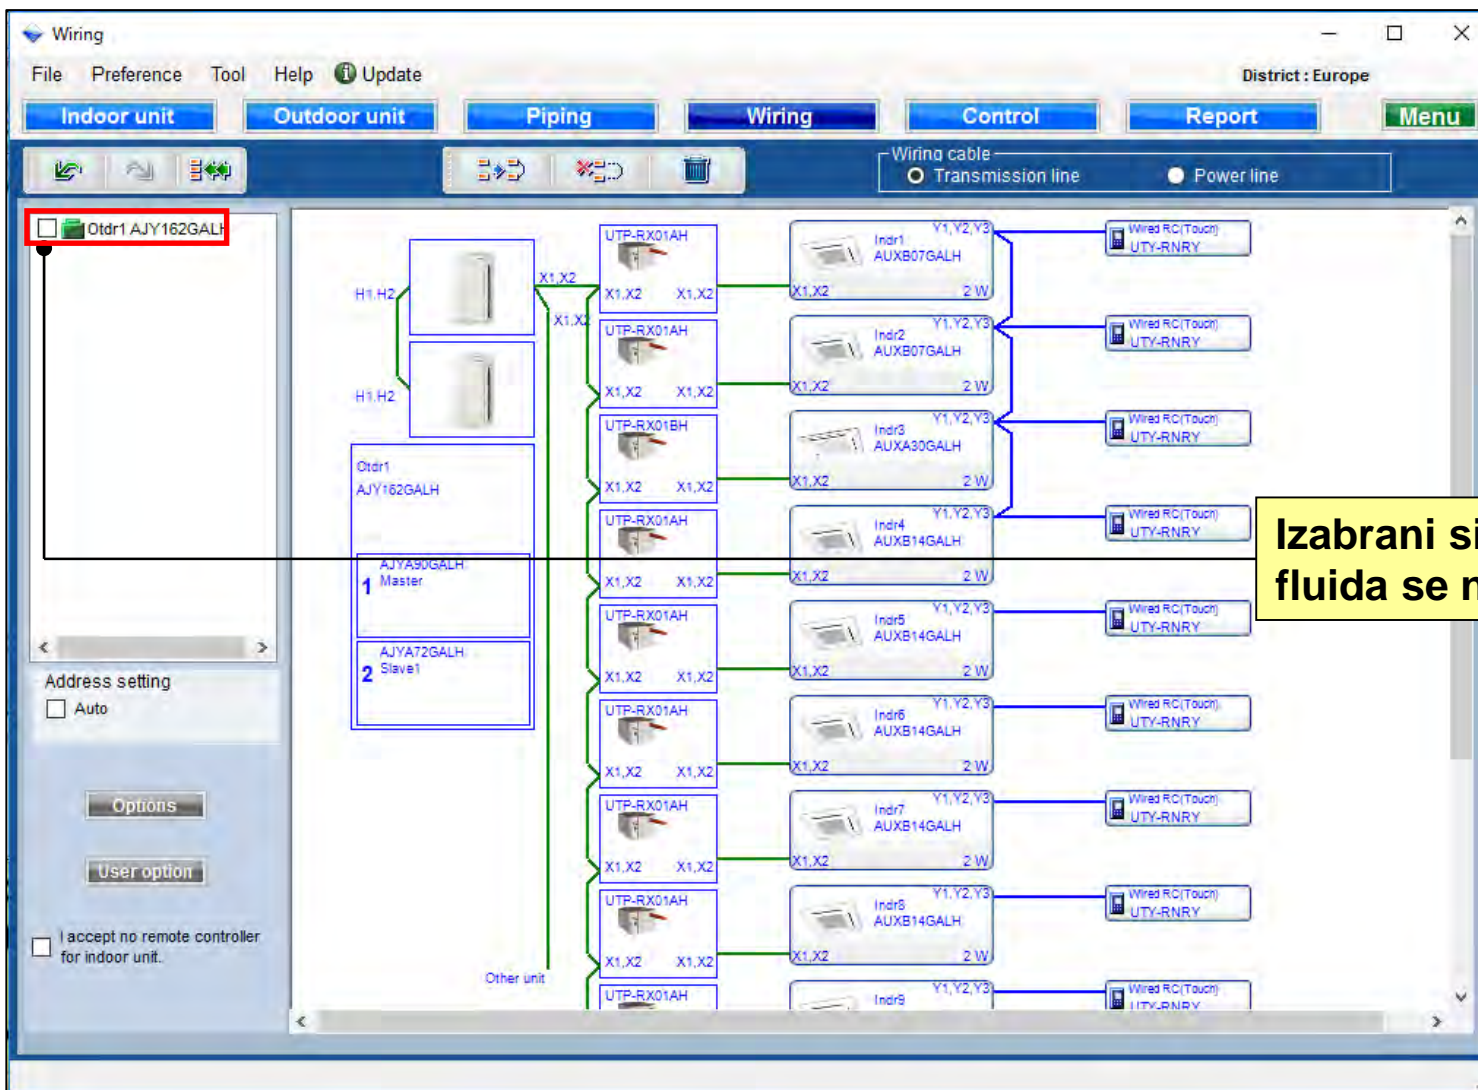 Wiring
File Preference Tool Help Update
District : Europe
Indoor unit Outdoor unit Piping Wiring Control Report Menu
Wiring cable
Transmission line Power line
Otdr1 AJY162GAL
Address setting
Auto
Options
User option
I accept no remote controller
for indoor unit.
H1,H2
X1,X2
X1,X2
H1,H2
Otdr1
AJY162GALH
AJYA90GALH
1 Master
AJYA72GALH
2 Slave1
Other unit
UTP-RX01AH
X1,X2 X1,X2
Indr1
AUXB07GALH
Y1,Y2,Y3
X1,X2 2 W
Wired RC(Touch)
UTY-RNRY
UTP-RX01AH
X1,X2 X1,X2
Indr2
AUXB07GALH
Y1,Y2,Y3
X1,X2 2 W
Wired RC(Touch)
UTY-RNRY
UTP-RX01BH
X1,X2 X1,X2
Indr3
AUXA30GALH
Y1,Y2,Y3
X1,X2 2 W
Wired RC(Touch)
UTY-RNRY
UTP-RX01AH
X1,X2 X1,X2
Indr4
AUXB14GALH
Y1,Y2,Y3
X1,X2 2 W
Wired RC(Touch)
UTY-RNRY
UTP-RX01AH
X1,X2 X1,X2
Indr5
AUXB14GALH
Y1,Y2,Y3
X1,X2 2 W
Wired RC(Touch)
UTY-RNRY
UTP-RX01AH
X1,X2 X1,X2
Indr6
AUXB14GALH
Y1,Y2,Y3
X1,X2 2 W
Wired RC(Touch)
UTY-RNRY
UTP-RX01AH
X1,X2 X1,X2
Indr7
AUXB14GALH
Y1,Y2,Y3
X1,X2 2 W
Wired RC(Touch)
UTY-RNRY
UTP-RX01AH
X1,X2 X1,X2
Indr8
AUXB14GALH
Y1,Y2,Y3
X1,X2 2 W
Wired RC(Touch)
UTY-RNRY
UTP-RX01AH
Indr9
Y1,Y2,Y3
Wired RC(Touch)
UTY-RNRY
Izabrani si
fluida se n